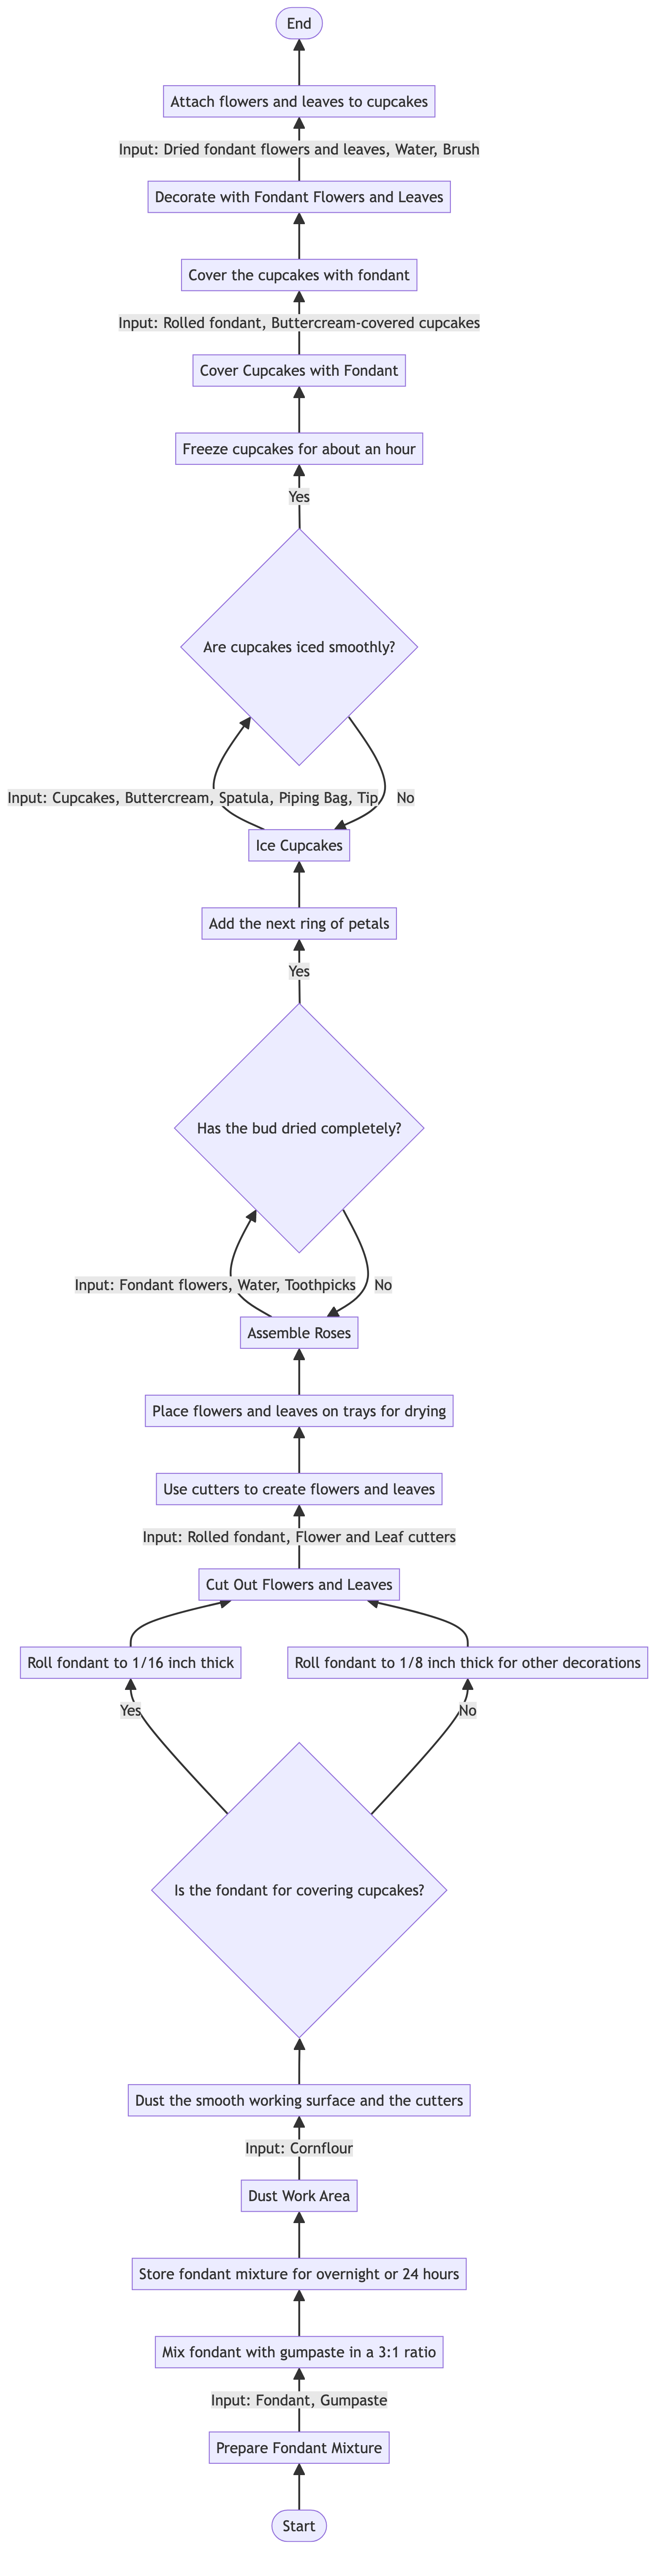 End
Attach flowers and leaves to cupcakes
Input: Dried fondant flowers and leaves, Water, Brush
Decorate with Fondant Flowers and Leaves
Cover the cupcakes with fondant
Input: Rolled fondant, Buttercream-covered cupcakes
Cover Cupcakes with Fondant
Freeze cupcakes for about an hour
Yes
Are cupcakes iced smoothly?
Input: Cupcakes, Buttercream, Spatula, Piping Bag, Tip
No
Ice Cupcakes
Add the next ring of petals
Yes
Has the bud dried completely?
Input: Fondant flowers, Water, Toothpicks
No
Assemble Roses
Place flowers and leaves on trays for drying
Use cutters to create flowers and leaves
Input: Rolled fondant, Flower and Leaf cutters
Cut Out Flowers and Leaves
Roll fondant to 1/16 inch thick
Roll fondant to 1/8 inch thick for other decorations
Yes
No
Is the fondant for covering cupcakes?
Dust the smooth working surface and the cutters
Input: Cornflour
Dust Work Area
Store fondant mixture for overnight or 24 hours
Mix fondant with gumpaste in a 3:1 ratio
Input: Fondant, Gumpaste
Prepare Fondant Mixture
Start